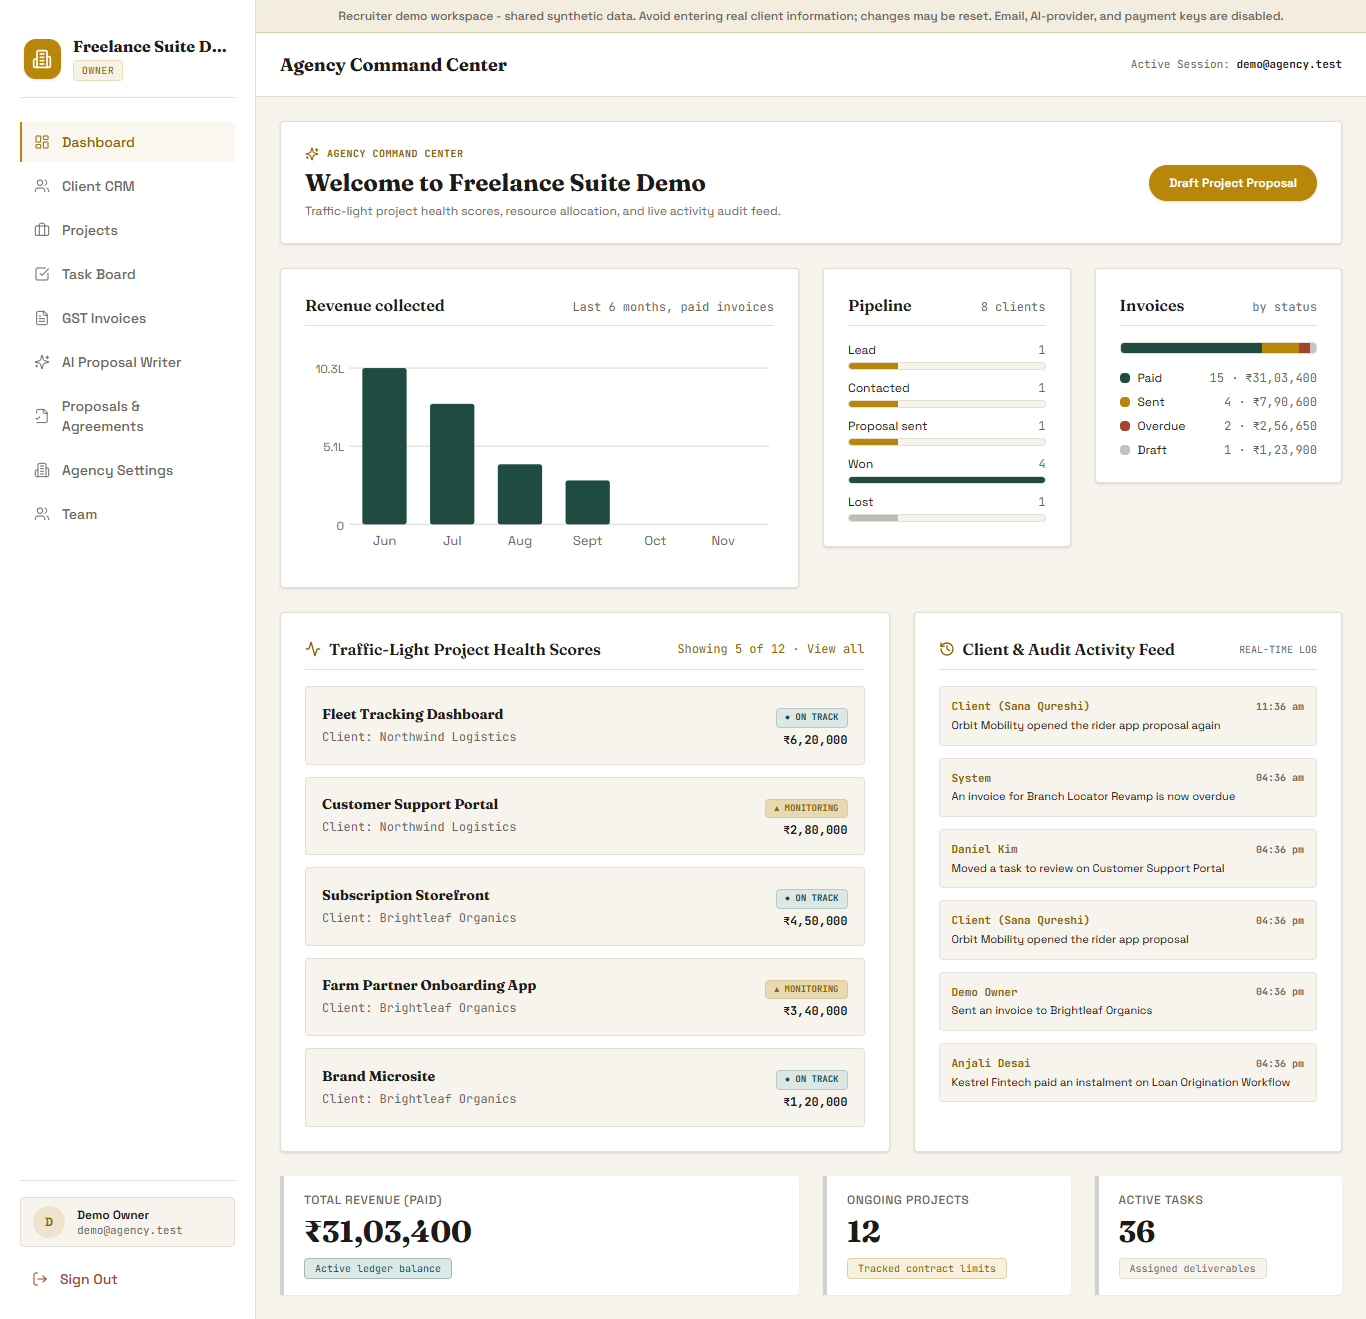 Recruiter demo workspace - shared synthetic data. Avoid entering real client information; changes may be reset. Email, AI-provider, and payment keys are disabled.
Freelance Suite D...
OWNER
Dashboard
Client CRM
Projects
Task Board
GST Invoices
AI Proposal Writer
Proposals &
Agreements
Agency Settings
Team
Demo Owner
D
demo@agency.test
Sign Out
Agency Command Center
Active Session: demo@agency.test
AGENCY COMMAND CENTER
Welcome to Freelance Suite Demo
Traffic-light project health scores, resource allocation, and live activity audit feed.
Draft Project Proposal
Revenue collected
Last 6 months, paid invoices
10.3L
5.1L
0
Jun Jul Aug Sept Oct Nov
Pipeline
8 clients
Lead 1
Contacted 1
Proposal sent 1
Won 4
Lost 1
Invoices
by status
Paid 15 · ₹31,03,400
Sent 4 · ₹7,90,600
Overdue 2 · ₹2,56,650
Draft 1 · ₹1,23,900
Traffic-Light Project Health Scores
Showing 5 of 12 · View all
Fleet Tracking Dashboard
● ON TRACK
Client: Northwind Logistics
₹6,20,000
Customer Support Portal
▲ MONITORING
Client: Northwind Logistics
₹2,80,000
Subscription Storefront
● ON TRACK
Client: Brightleaf Organics
₹4,50,000
Farm Partner Onboarding App
▲ MONITORING
Client: Brightleaf Organics
₹3,40,000
Brand Microsite
● ON TRACK
Client: Brightleaf Organics
₹1,20,000
Client & Audit Activity Feed
REAL-TIME LOG
Client (Sana Qureshi) 11:36 am
Orbit Mobility opened the rider app proposal again
System 04:36 am
An invoice for Branch Locator Revamp is now overdue
Daniel Kim 04:36 pm
Moved a task to review on Customer Support Portal
Client (Sana Qureshi) 04:36 pm
Orbit Mobility opened the rider app proposal
Demo Owner 04:36 pm
Sent an invoice to Brightleaf Organics
Anjali Desai 04:36 pm
Kestrel Fintech paid an instalment on Loan Origination Workflow
TOTAL REVENUE (PAID)
₹31,03,400
Active ledger balance
ONGOING PROJECTS
12
Tracked contract limits
ACTIVE TASKS
36
Assigned deliverables